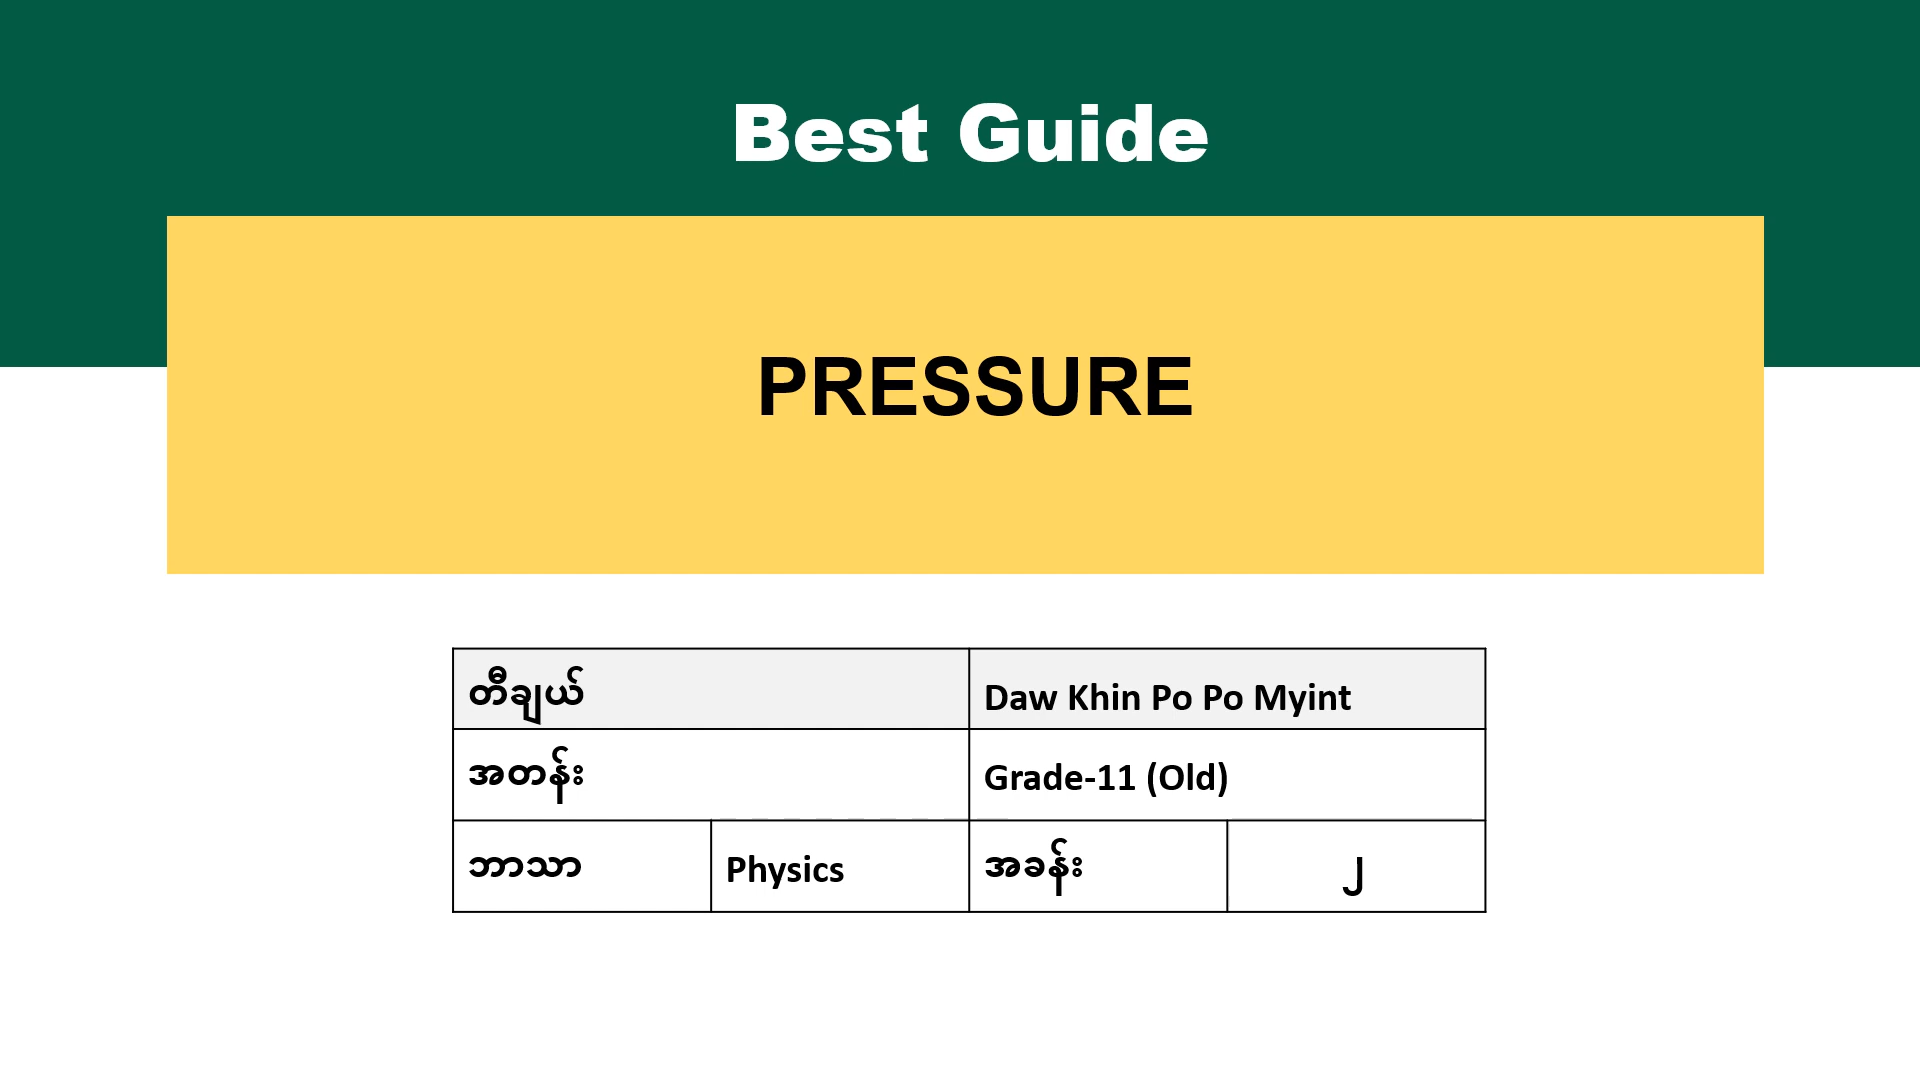 Best Guide
PRESSURE
တီချယ် Daw Khin Po Po Myint
အတန်း Grade-11 (Old)
ဘာသာ Physics အခန်း ၂